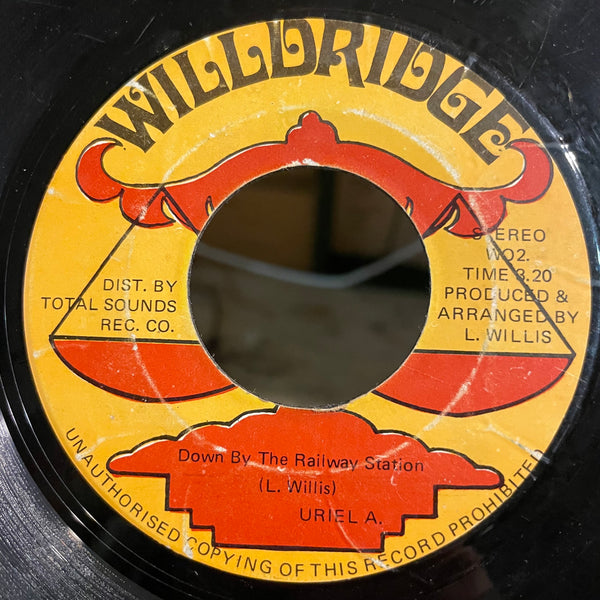 WILLDRIDGE
DIST. BY
TOTAL SOUNDS
REC. CO.
STEREO
WO2.
TIME 3.20
PRODUCED &
ARRANGED BY
L. WILLIS
Down By The Railway Station
(L. Willis)
URIEL A.
UNAUTHORISED COPYING OF THIS RECORD PROHIBITED